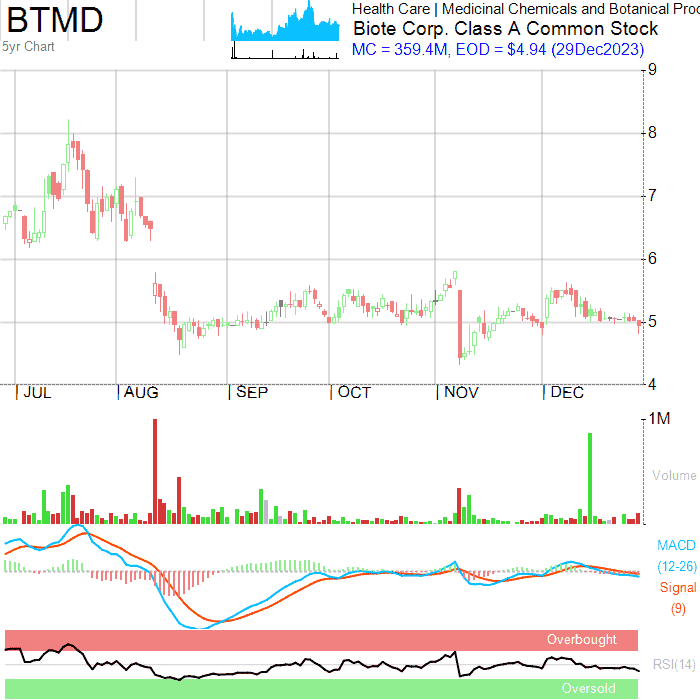 BTMD
5yr Chart
Health Care | Medicinal Chemicals and Botanical Pro
Biote Corp. Class A Common Stock
MC = 359.4M, EOD = $4.94 (29Dec2023)
9
8
7
6
5
4
JUL AUG SEP OCT NOV DEC
1M
Volume
MACD
(12-26)
Signal
(9)
Overbought
RSI(14)
Oversold